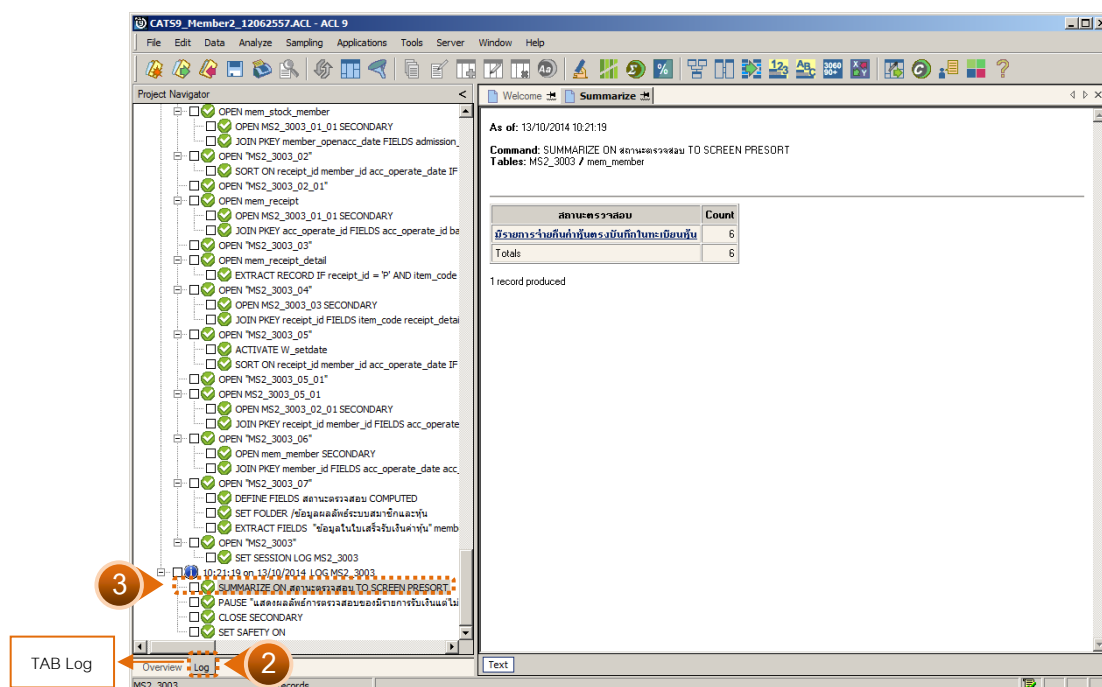 CATS9_Member2_12062557.ACL - ACL 9
File Edit Data Analyze Sampling Applications Tools Server Window Help
Project Navigator <
Welcome Summarize
OPEN mem_stock_member
OPEN MS2_3003_01_01 SECONDARY
JOIN PKEY member_openacc_date FIELDS admission_
OPEN "MS2_3003_02"
SORT ON receipt_id member_id acc_operate_date IF
OPEN "MS2_3003_02_01"
OPEN mem_receipt
OPEN MS2_3003_01_01 SECONDARY
JOIN PKEY acc_operate_id FIELDS acc_operate_id ba
OPEN "MS2_3003_03"
OPEN mem_receipt_detail
EXTRACT RECORD IF receipt_id = 'P' AND item_code
OPEN "MS2_3003_04"
OPEN MS2_3003_03 SECONDARY
JOIN PKEY receipt_id FIELDS item_code receipt_detai
OPEN "MS2_3003_05"
ACTIVATE W_setdate
SORT ON receipt_id member_id acc_operate_date IF
OPEN "MS2_3003_05_01"
OPEN MS2_3003_05_01
OPEN MS2_3003_02_01 SECONDARY
JOIN PKEY receipt_id member_id FIELDS acc_operate
OPEN "MS2_3003_06"
OPEN mem_member SECONDARY
JOIN PKEY member_id FIELDS acc_operate_date acc_
OPEN "MS2_3003_07"
DEFINE FIELDS สถานะตรวจสอบ COMPUTED
SET FOLDER /ข้อมูลผลลัพธ์ระบบสมาชิกและหุ้น
EXTRACT FIELDS "ข้อมูลในใบเสร็จรับเงินค่าหุ้น" memb
OPEN "MS2_3003"
SET SESSION LOG MS2_3003
10:21:19 on 13/10/2014 LOG MS2_3003
3
SUMMARIZE ON สถานะตรวจสอบ TO SCREEN PRESORT
PAUSE "แสดงผลลัพธ์การตรวจสอบของมีรายการรับเงินแต่ไม่
CLOSE SECONDARY
SET SAFETY ON
As of: 13/10/2014 10:21:19
Command: SUMMARIZE ON สถานะตรวจสอบ TO SCREEN PRESORT
Tables: MS2_3003 / mem_member
สถานะตรวจสอบ Count
มีรายการจ่ายคืนค่าหุ้นตรงบันทึกในทะเบียนหุ้น 6
Totals 6
1 record produced
TAB Log
Overview Log
2
Text
MS2_3003 ecords